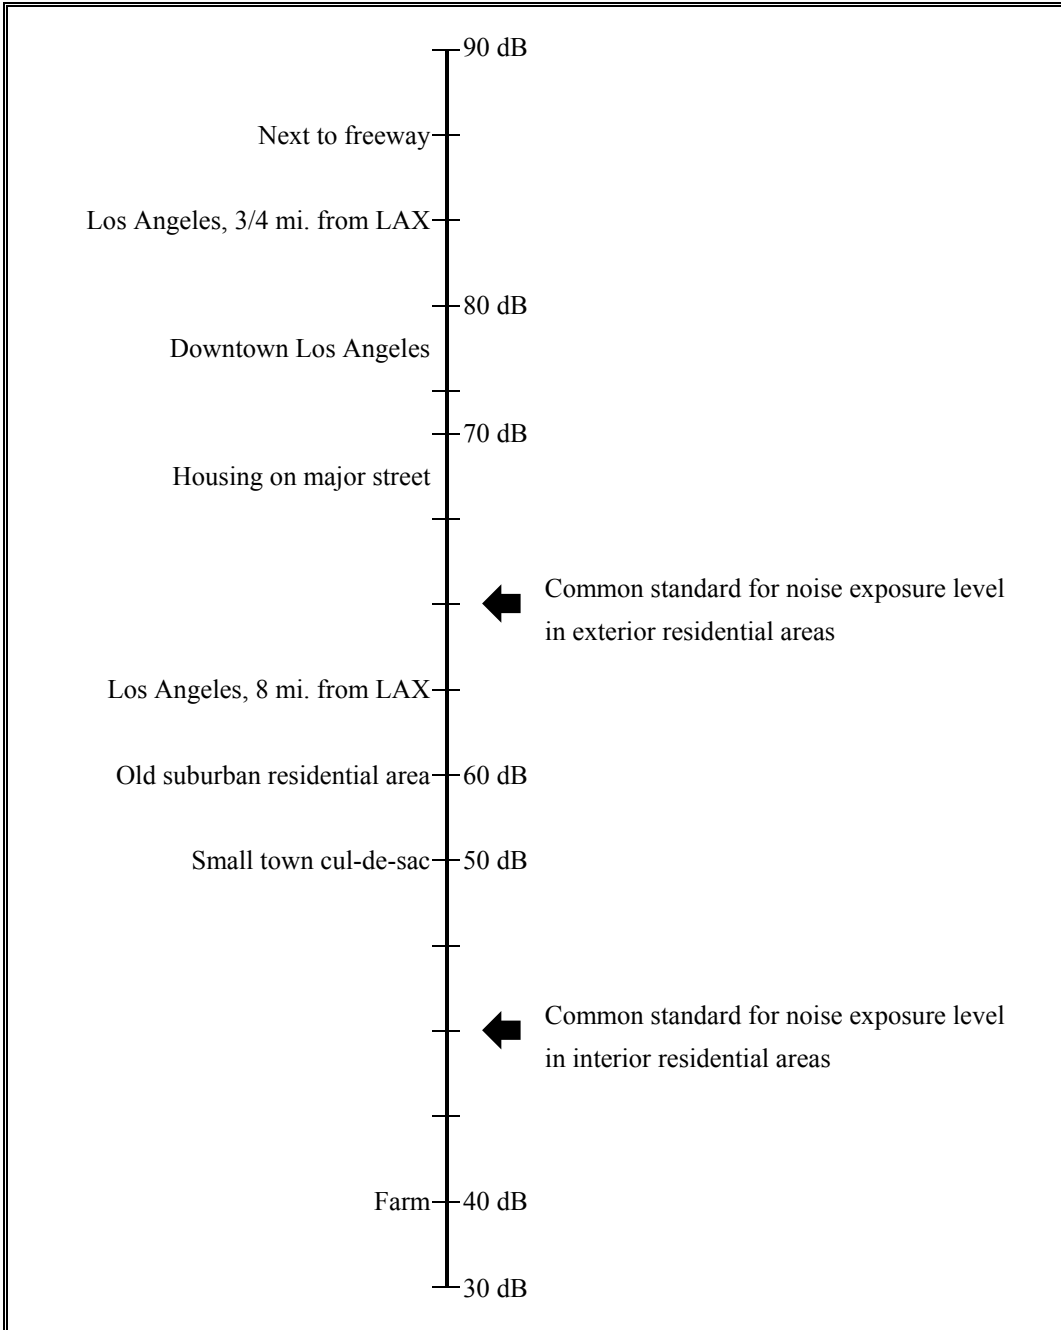 90 dB
Next to freeway
Los Angeles, 3/4 mi. from LAX
80 dB
Downtown Los Angeles
70 dB
Housing on major street
Common standard for noise exposure level
in exterior residential areas
Los Angeles, 8 mi. from LAX
Old suburban residential area
60 dB
Small town cul-de-sac
50 dB
Common standard for noise exposure level
in interior residential areas
Farm
40 dB
30 dB